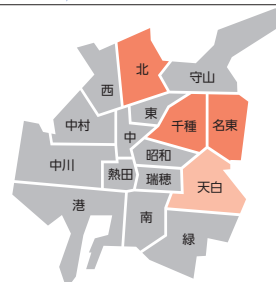 北
守山
西
東
千種
名東
中村
中
昭和
中川
熱田
瑞穂
天白
港
南
緑